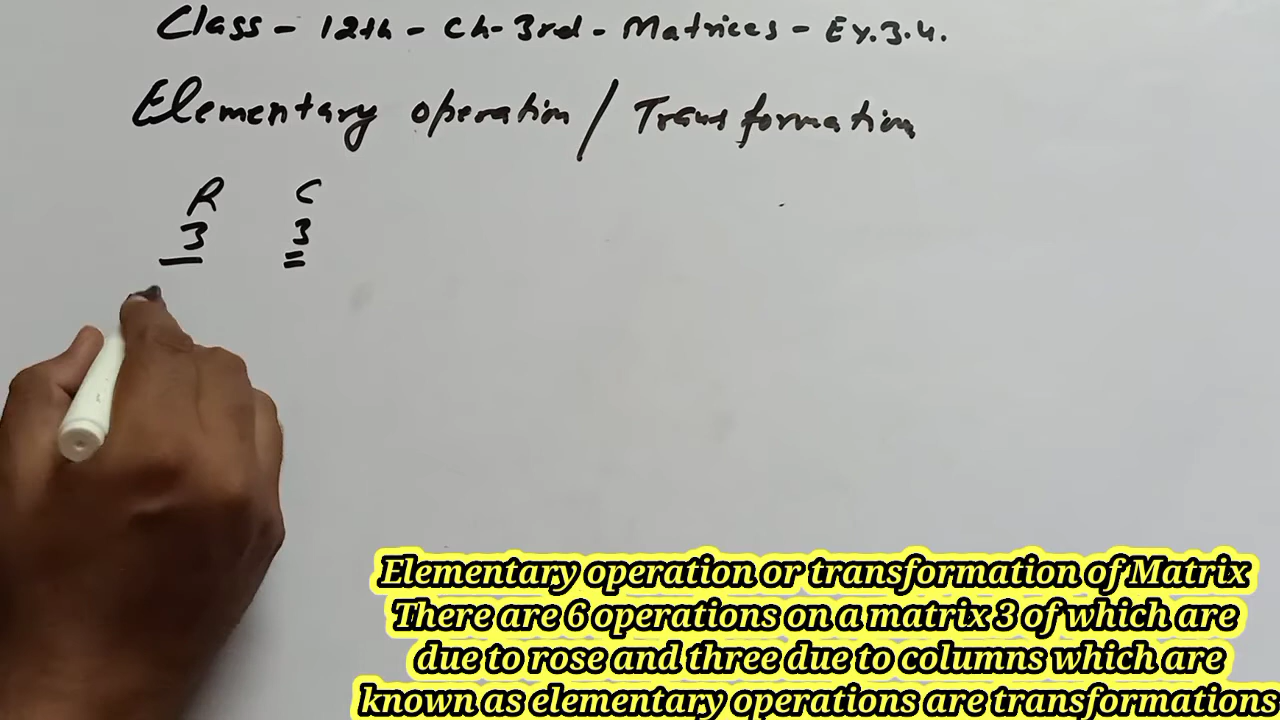 Class - 12th - Ch- 3rd - Matrices - Ex.3.4.
Elementary operation / Transformation
R C
3 3
Elementary operation or transformation of Matrix
There are 6 operations on a matrix 3 of which are
due to rose and three due to columns which are
known as elementary operations are transformations